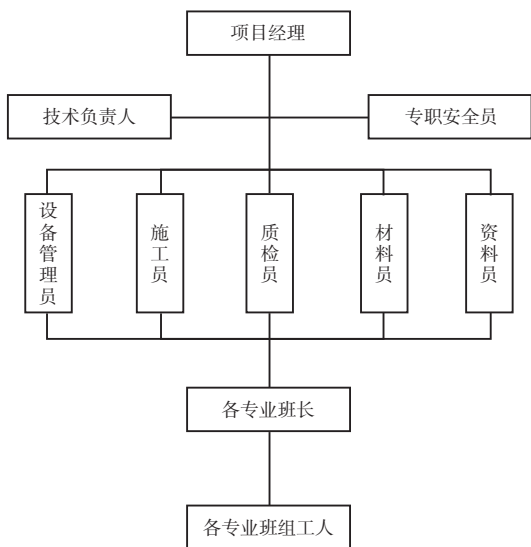 项目经理
技术负责人
专职安全员
设备管理员
施工员
质检员
材料员
资料员
各专业班长
各专业班组工人